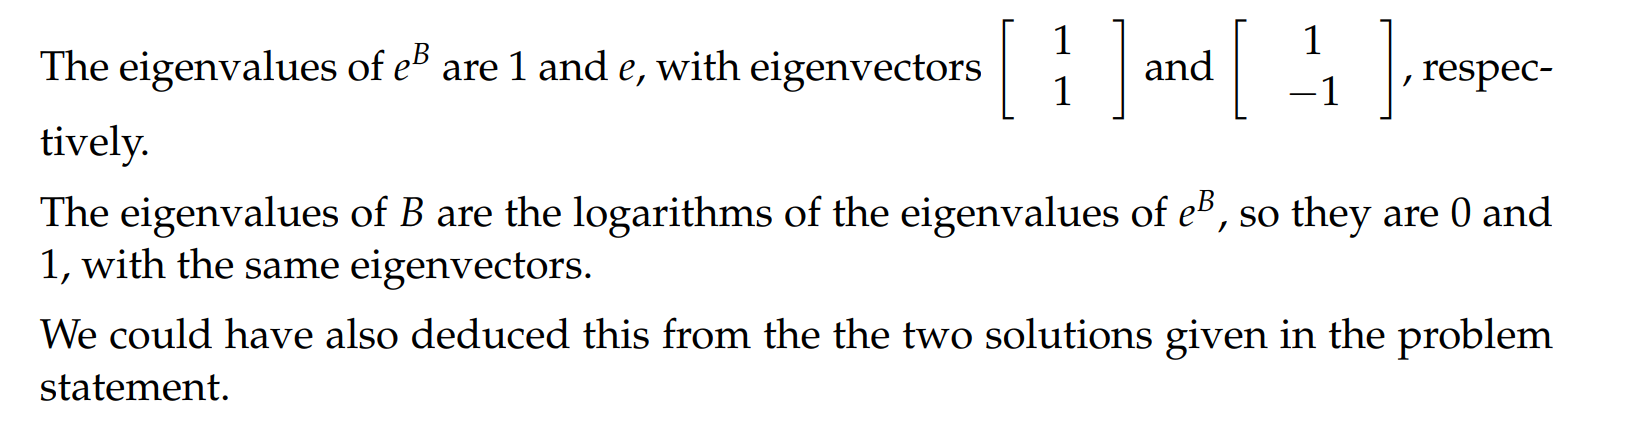 The eigenvalues of e^B are 1 and e, with eigenvectors [ 1 1 ] and [ 1 −1 ], respec-
tively.
The eigenvalues of B are the logarithms of the eigenvalues of e^B, so they are 0 and
1, with the same eigenvectors.
We could have also deduced this from the the two solutions given in the problem
statement.